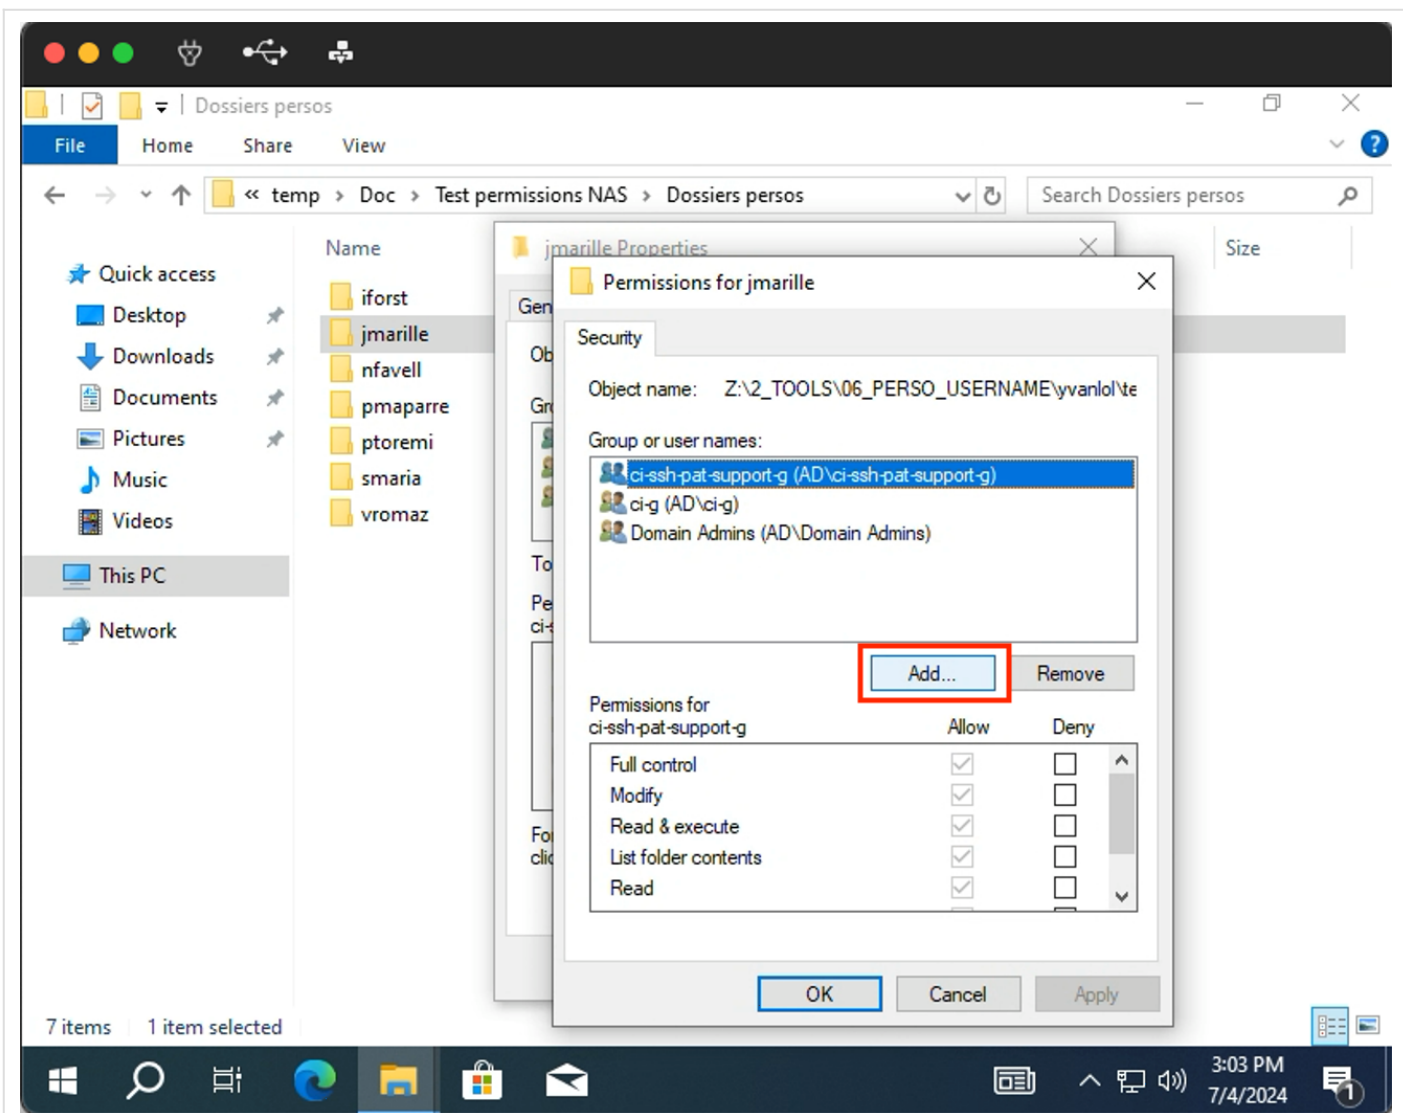 Dossiers persos
File Home Share View
« temp > Doc > Test permissions NAS > Dossiers persos
Search Dossiers persos
Name
Size
Quick access
Desktop
Downloads
Documents
Pictures
Music
Videos
This PC
Network
iforst
jmarille
nfavell
pmaparre
ptoremi
smaria
vromaz
jmarille Properties
Gen
Ob
Gro
To
Pe
ci-s
For
clic
Permissions for jmarille
Security
Object name: Z:\2_TOOLS\06_PERSO_USERNAME\yvanlol\te
Group or user names:
ci-ssh-pat-support-g (AD\ci-ssh-pat-support-g)
ci-g (AD\ci-g)
Domain Admins (AD\Domain Admins)
Add... Remove
Permissions for
ci-ssh-pat-support-g Allow Deny
Full control
Modify
Read & execute
List folder contents
Read
OK Cancel Apply
7 items 1 item selected
3:03 PM
7/4/2024
1